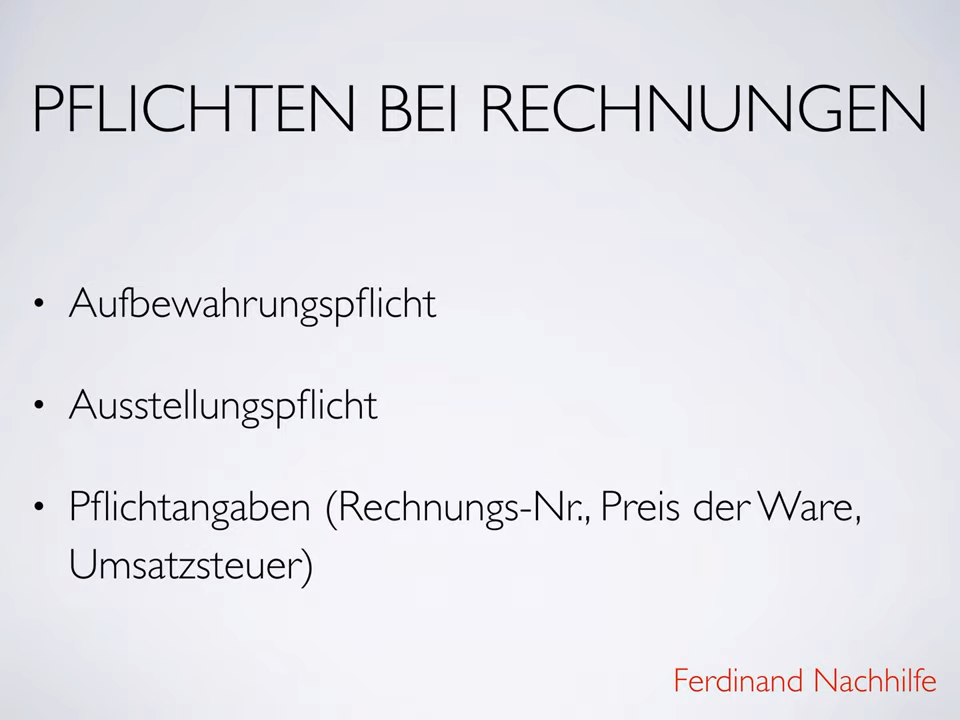 PFLICHTEN BEI RECHNUNGEN
• Aufbewahrungspflicht
• Ausstellungspflicht
• Pflichtangaben (Rechnungs-Nr., Preis der Ware,
Umsatzsteuer)
Ferdinand Nachhilfe